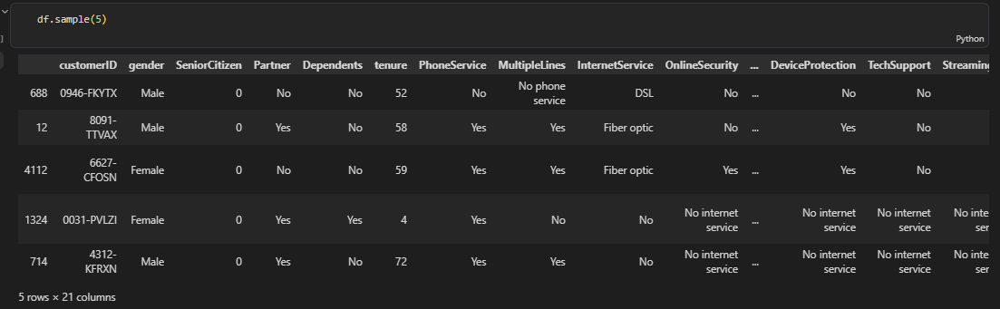 df.sample(5)
]
Python
customerID gender SeniorCitizen Partner Dependents tenure PhoneService MultipleLines InternetService OnlineSecurity ... DeviceProtection TechSupport Streaming
688 0946-FKYTX Male 0 No No 52 No No phone service DSL No ... No No
12 8091-TTVAX Male 0 Yes No 58 Yes Yes Fiber optic No ... Yes No
4112 6627-CFOSN Female 0 No No 59 Yes Yes Fiber optic Yes ... Yes No
1324 0031-PVLZI Female 0 Yes Yes 4 Yes No No No internet service ... No internet service No internet service No inte ser
714 4312-KFRXN Male 0 Yes No 72 Yes Yes No No internet service ... No internet service No internet service No inte ser
5 rows × 21 columns